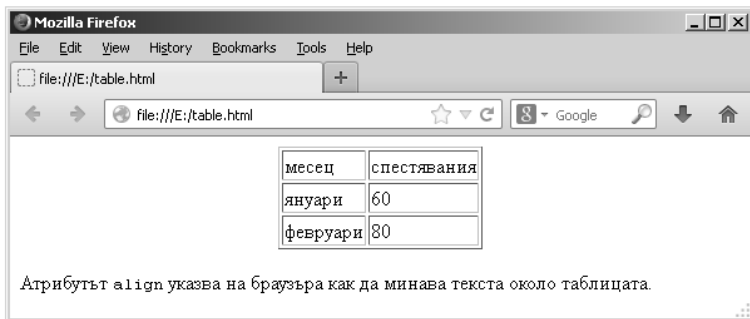 Mozilla Firefox
File Edit View History Bookmarks Tools Help
file:///E:/table.html +
file:///E:/table.html 8 Google
месец спестявания
януари 60
февруари 80
Атрибутът align указва на браузъра как да минава текста около таблицата.